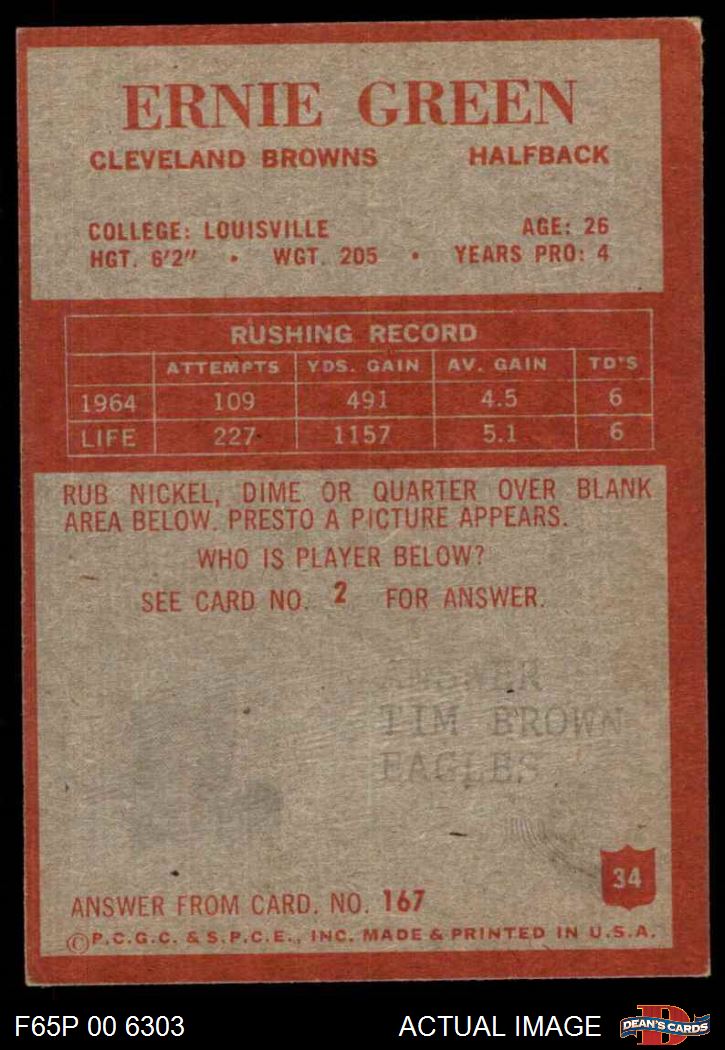 ERNIE GREEN
CLEVELAND BROWNS HALFBACK
COLLEGE: LOUISVILLE AGE: 26
HGT. 6'2" • WGT. 205 • YEARS PRO: 4
RUSHING RECORD
ATTEMPTS YDS. GAIN AV. GAIN TD'S
1964 109 491 4.5 6
LIFE 227 1157 5.1 6
RUB NICKEL, DIME OR QUARTER OVER BLANK
AREA BELOW. PRESTO A PICTURE APPEARS.
WHO IS PLAYER BELOW?
SEE CARD NO. 2 FOR ANSWER.
ANSWER
TIM BROWN
EAGLES
34
ANSWER FROM CARD. NO. 167
©P.C.G.C. & S.P.C.E., INC. MADE & PRINTED IN U.S.A.
F65P 00 6303 ACTUAL IMAGE D DEAN'S CARDS